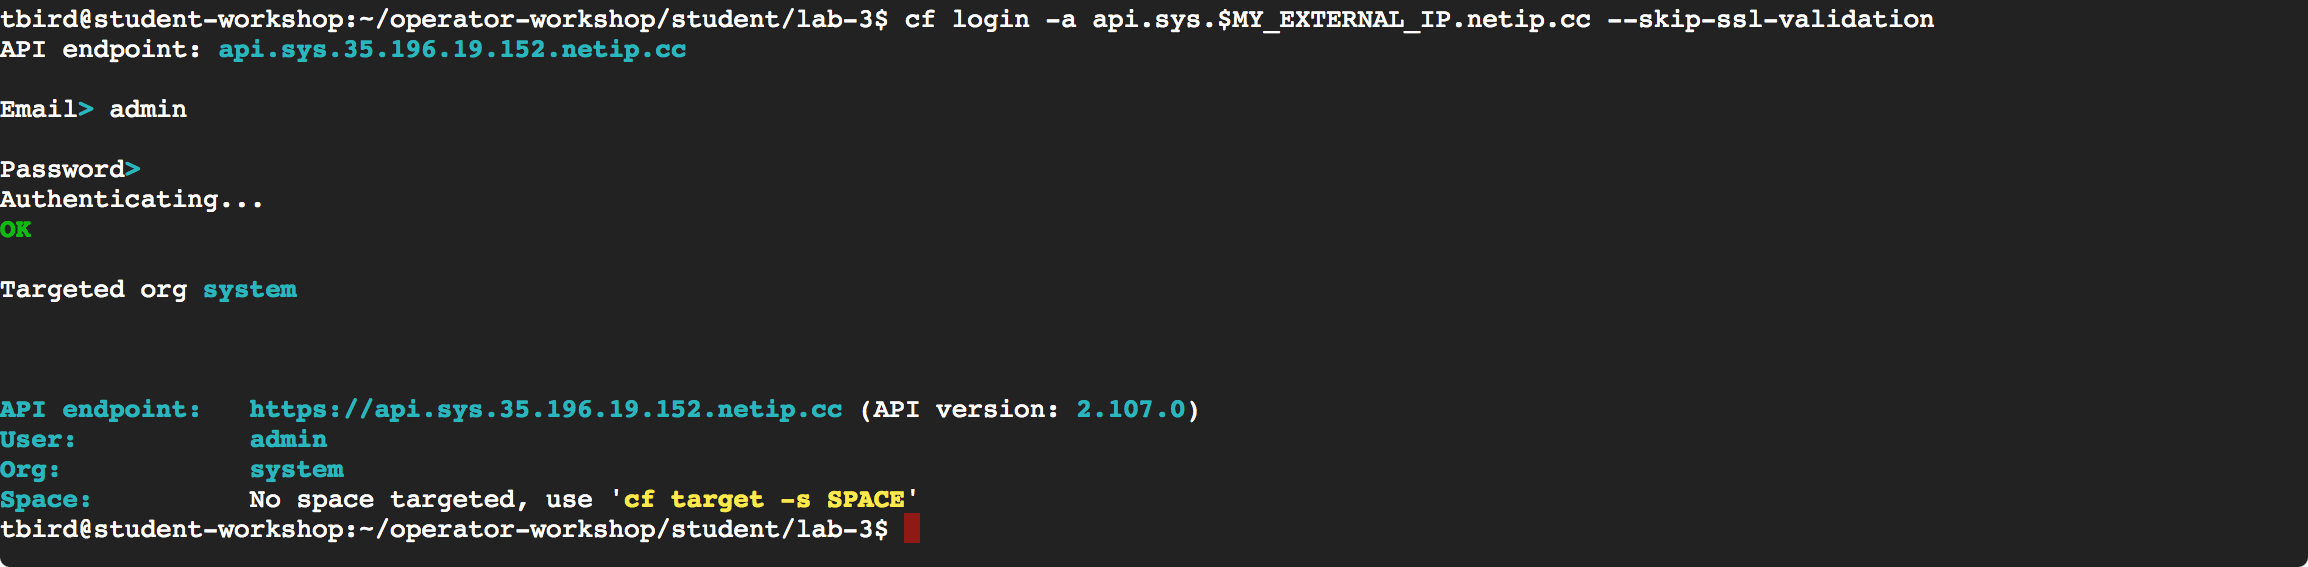 tbird@student-workshop:~/operator-workshop/student/lab-3$ cf login -a api.sys.$MY_EXTERNAL_IP.netip.cc --skip-ssl-validation
API endpoint: api.sys.35.196.19.152.netip.cc
Email> admin
Password>
Authenticating...
OK
Targeted org system
API endpoint:   https://api.sys.35.196.19.152.netip.cc (API version: 2.107.0)
User:           admin
Org:            system
Space:          No space targeted, use 'cf target -s SPACE'
tbird@student-workshop:~/operator-workshop/student/lab-3$